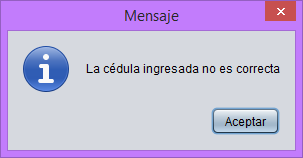 Mensaje
La cédula ingresada no es correcta
Aceptar